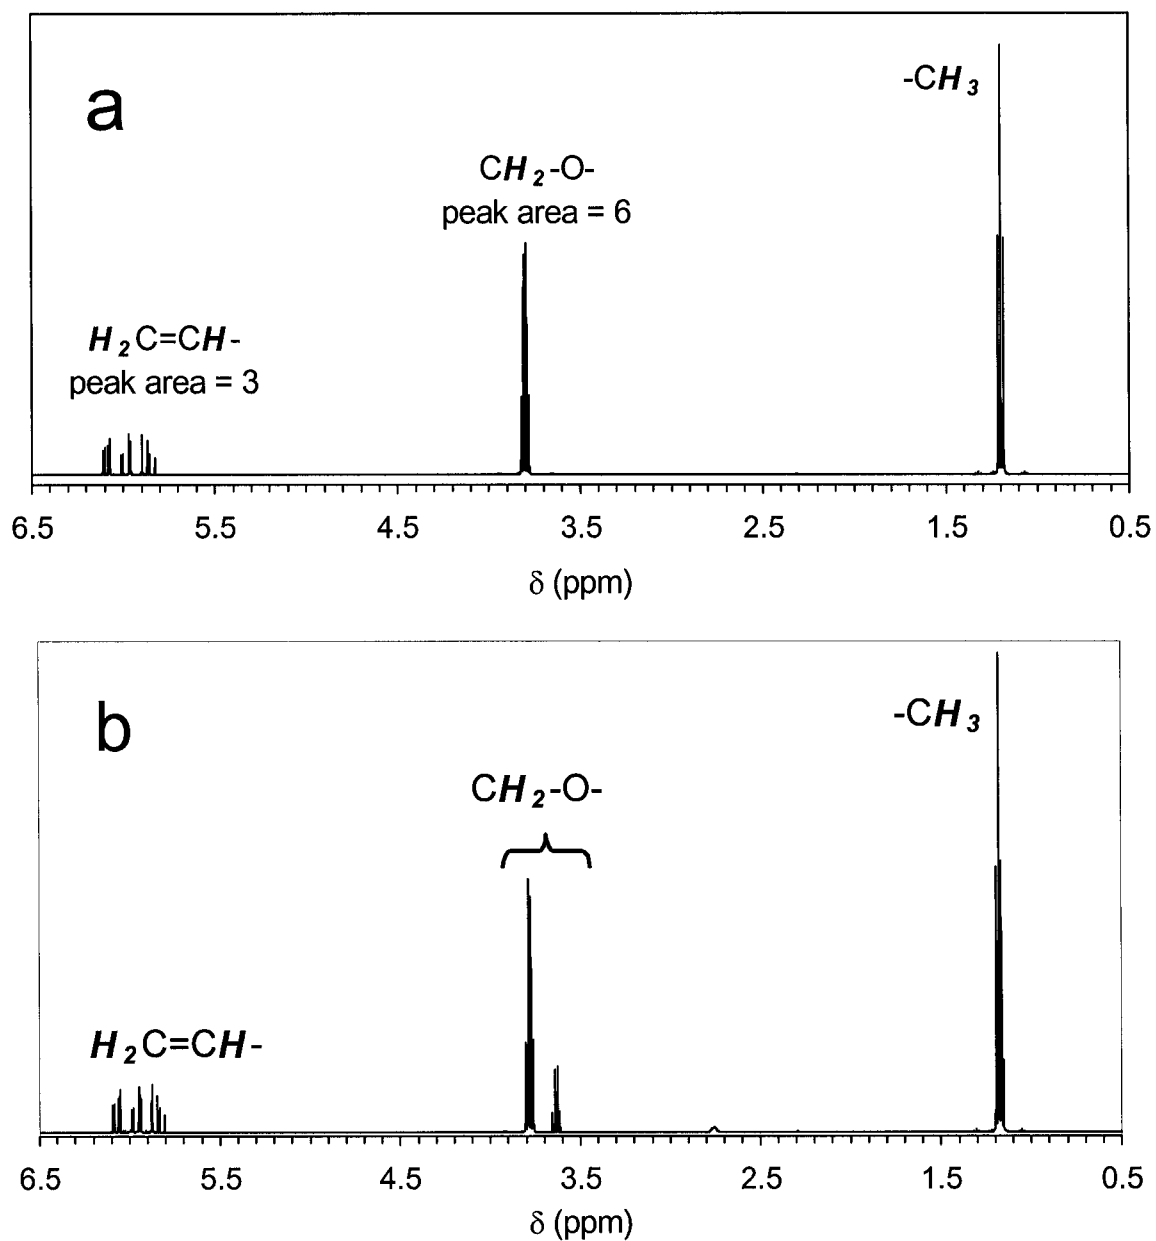 a
-CH3
CH2-O-
peak area = 6
H2C=CH-
peak area = 3
6.5 5.5 4.5 3.5 2.5 1.5 0.5
δ (ppm)
b
-CH3
CH2-O-
H2C=CH-
6.5 5.5 4.5 3.5 2.5 1.5 0.5
δ (ppm)